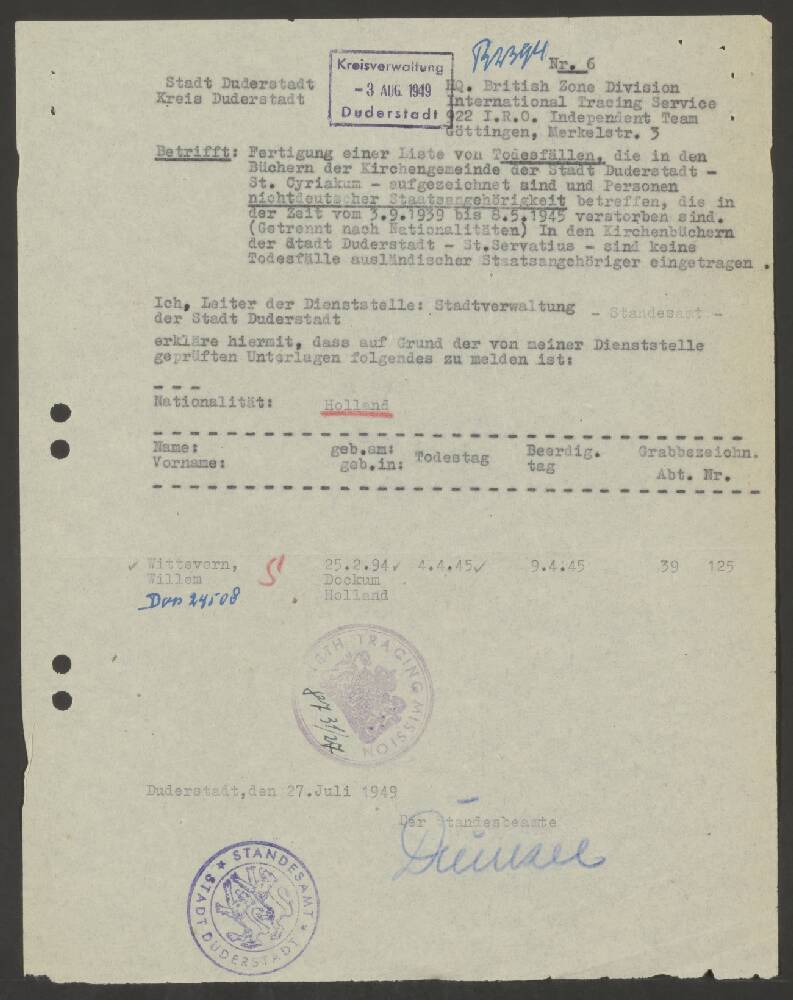 Nr. 6
Kreisverwaltung
-3 AUG. 1949
Duderstadt
Stadt Duderstadt
Kreis Duderstadt
HQ. British Zone Division
International Tracing Service
922 I.R.O. Independent Team
Göttingen, Merkelstr. 3
Betrifft: Fertigung einer Liste von Todesfällen, die in den
Büchern der Kirchengemeinde der Stadt Duderstadt -
St. Cyriakum - aufgezeichnet sind und Personen
nichtdeutscher Staatsangehörigkeit betreffen, die in
der Zeit vom 3.9.1939 bis 8.5.1945 verstorben sind.
(Getrennt nach Nationalitäten) In den Kirchenbüchern
der Stadt Duderstadt - St.Servatius - sind keine
Todesfälle ausländischer Staatsangehöriger eingetragen.
Ich, Leiter der Dienststelle: Stadtverwaltung - Standesamt -
der Stadt Duderstadt
erkläre hiermit, dass auf Grund der von meiner Dienststelle
geprüften Unterlagen folgendes zu melden ist:
Nationalität: Holland
Name: geb.am: Todestag Beerdig. Grabbezeichn.
Vorname: geb.in: tag Abt. Nr.
Wittevern, S 25.2.94 4.4.45 9.4.45 39 125
Willem Dockum
Dos 24508 Holland
NETH. TRACING MISSION
Duderstadt,den 27.Juli 1949
Der Standesbeamte
STANDESAMT
STADT DUDERSTADT